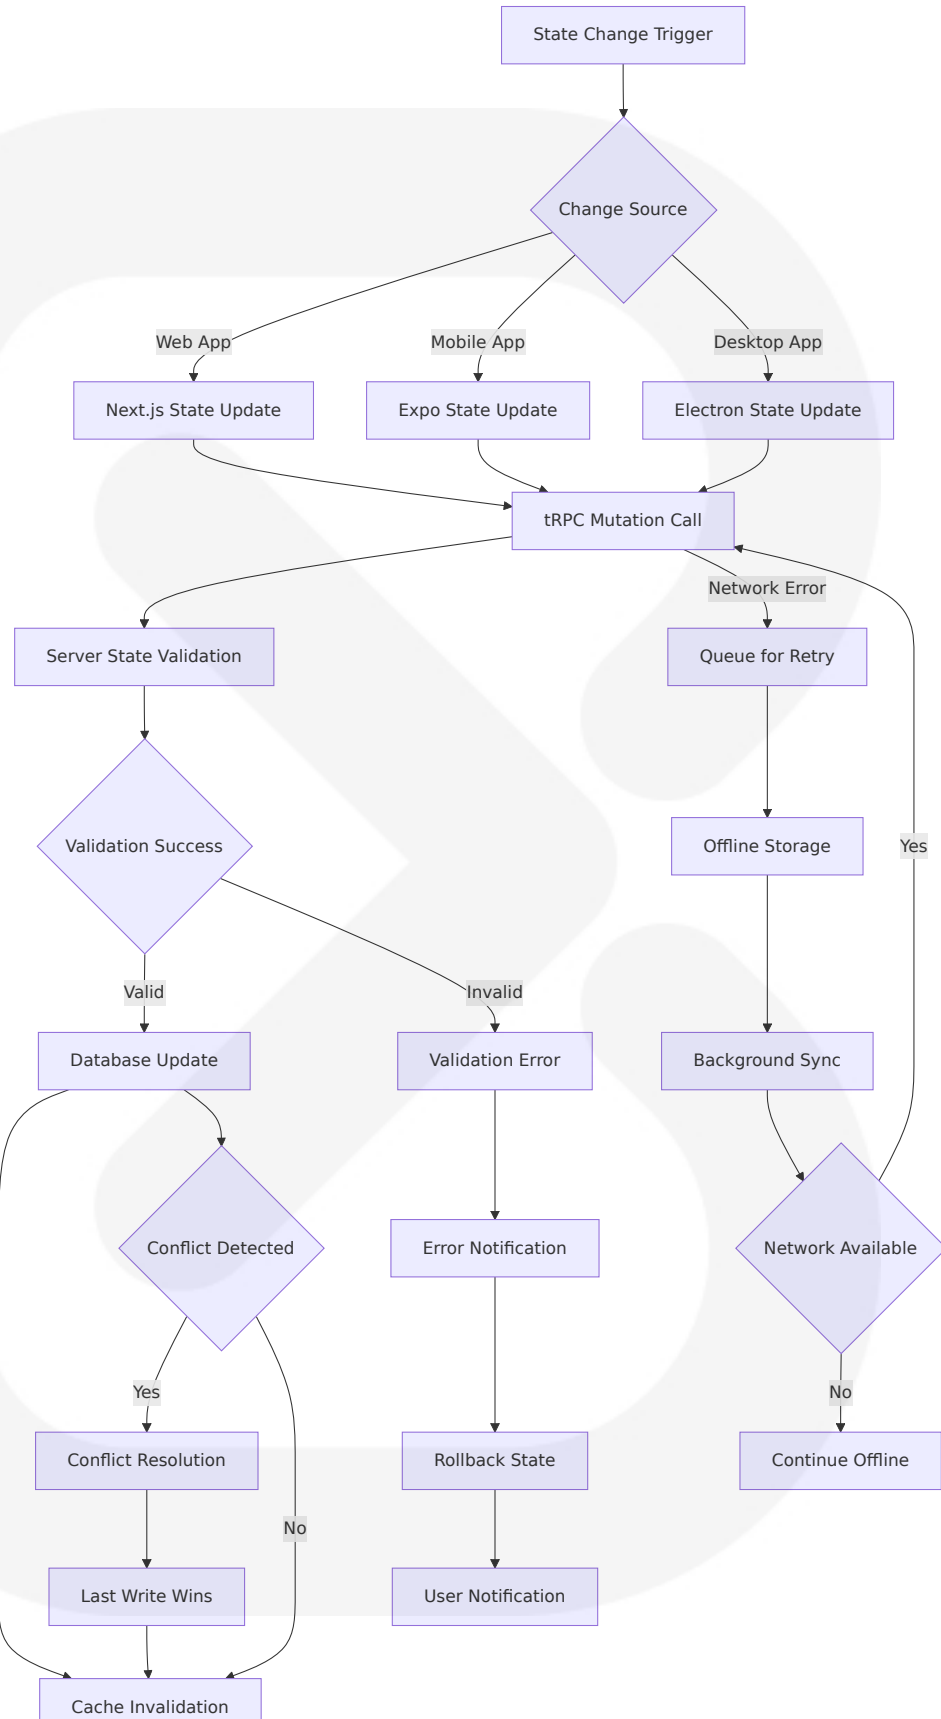 State Change Trigger
Change Source
Web App
Mobile App
Desktop App
Next.js State Update
Expo State Update
Electron State Update
tRPC Mutation Call
Network Error
Server State Validation
Queue for Retry
Validation Success
Offline Storage
Yes
Valid
Invalid
Database Update
Validation Error
Background Sync
Conflict Detected
Error Notification
Network Available
Yes
No
Conflict Resolution
Rollback State
Continue Offline
No
Last Write Wins
User Notification
Cache Invalidation